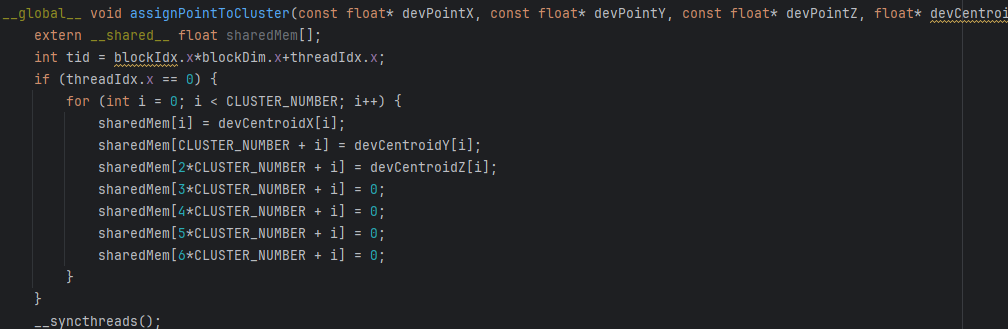 __global__ void assignPointToCluster(const float* devPointX, const float* devPointY, const float* devPointZ, float* devCentroi
extern __shared__ float sharedMem[];
int tid = blockIdx.x*blockDim.x+threadIdx.x;
if (threadIdx.x == 0) {
for (int i = 0; i < CLUSTER_NUMBER; i++) {
sharedMem[i] = devCentroidX[i];
sharedMem[CLUSTER_NUMBER + i] = devCentroidY[i];
sharedMem[2*CLUSTER_NUMBER + i] = devCentroidZ[i];
sharedMem[3*CLUSTER_NUMBER + i] = 0;
sharedMem[4*CLUSTER_NUMBER + i] = 0;
sharedMem[5*CLUSTER_NUMBER + i] = 0;
sharedMem[6*CLUSTER_NUMBER + i] = 0;
}
}
__syncthreads();